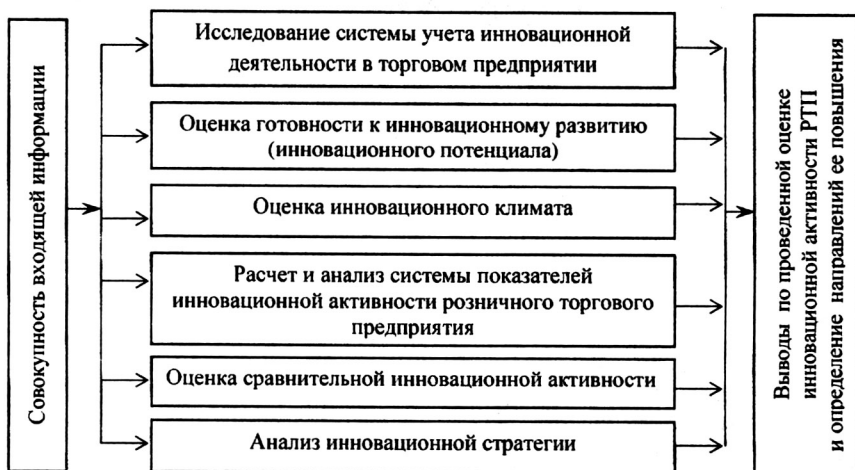 Совокупность входящей информации
Исследование системы учета инновационной
деятельности в торговом предприятии
Оценка готовности к инновационному развитию
(инновационного потенциала)
Оценка инновационного климата
Расчет и анализ системы показателей
инновационной активности розничного торгового
предприятия
Оценка сравнительной инновационной активности
Анализ инновационной стратегии
Выводы по проведенной оценке
инновационной активности РТП
и определение направлений ее повышения